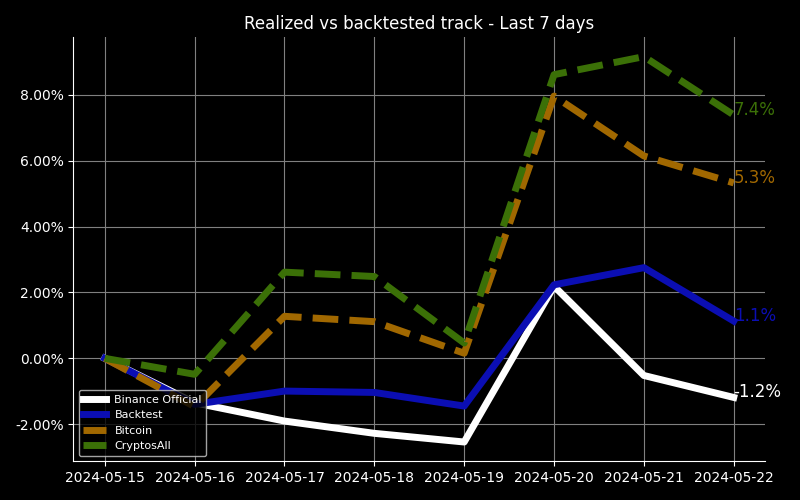 Realized vs backtested track - Last 7 days
8.00%
6.00%
4.00%
2.00%
0.00%
-2.00%
7.4%
5.3%
1.1%
-1.2%
Binance Official
Backtest
Bitcoin
CryptosAll
2024-05-15 2024-05-16 2024-05-17 2024-05-18 2024-05-19 2024-05-20 2024-05-21 2024-05-22